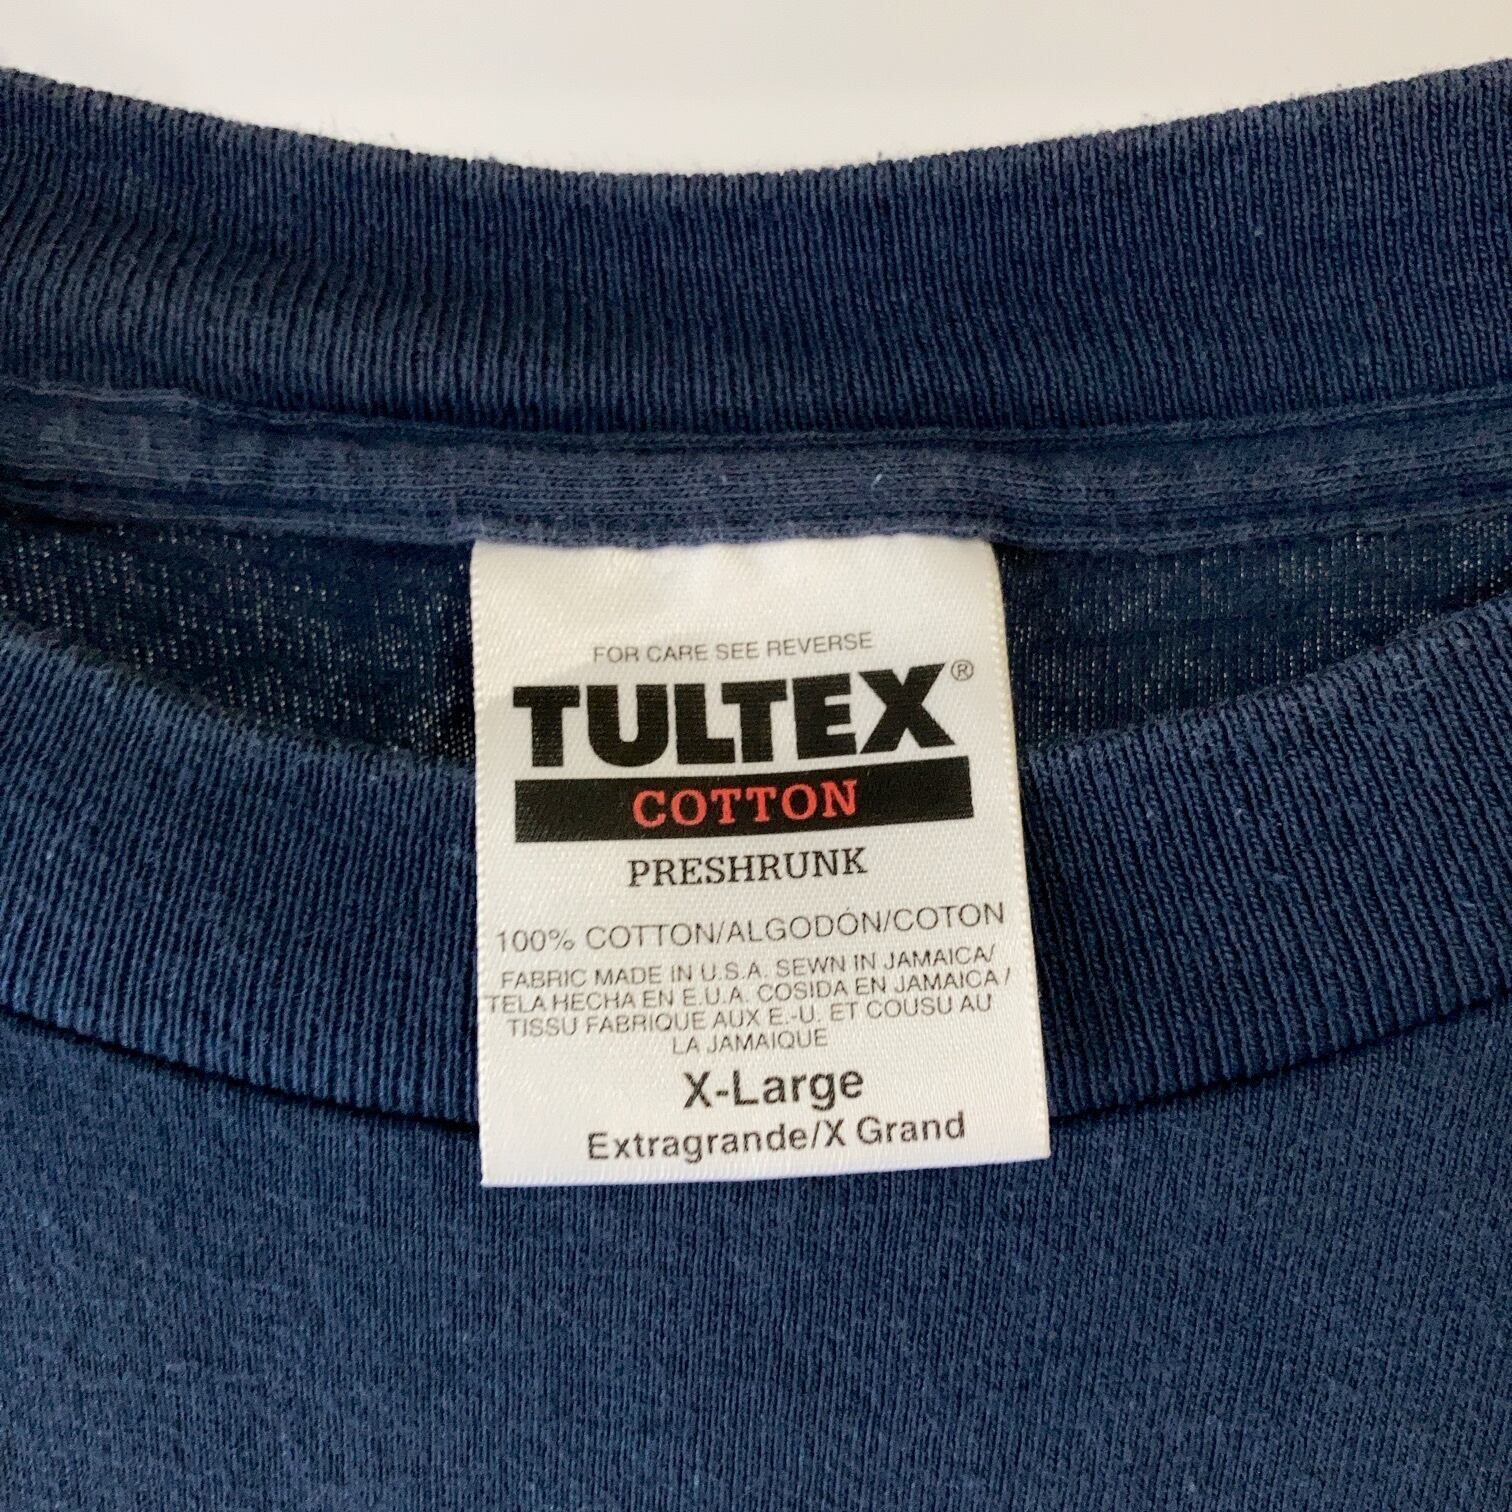 FOR CARE SEE REVERSE
TULTEX®
COTTON
PRESHRUNK
100% COTTON/ALGODÓN/COTON
FABRIC MADE IN U.S.A. SEWN IN JAMAICA/
TELA HECHA EN E.U.A. COSIDA EN JAMAICA /
TISSU FABRIQUE AUX E.-U. ET COUSU AU
LA JAMAIQUE
X-Large
Extragrande/X Grand